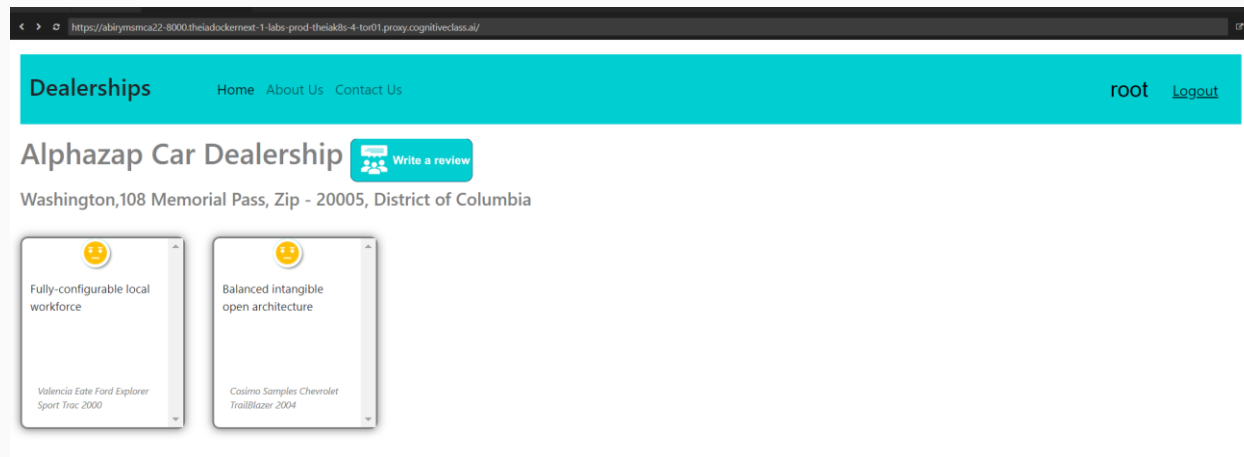 https://abirymsmca22-8000.theiadockernext-1-labs-prod-theiak8s-4-tor01.proxy.cognitiveclass.ai/
Dealerships Home About Us Contact Us root Logout
Alphazap Car Dealership Write a review
Washington,108 Memorial Pass, Zip - 20005, District of Columbia
Fully-configurable local
workforce
Valencia Eate Ford Explorer
Sport Trac 2000
Balanced intangible
open architecture
Cosimo Samples Chevrolet
TrailBlazer 2004